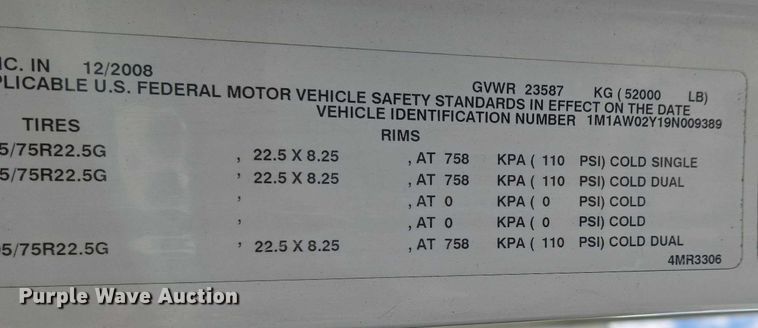 NC. IN 12/2008
PLICABLE U.S. FEDERAL MOTOR VEHICLE SAFETY STANDARDS IN EFFECT ON THE DATE
GVWR 23587 KG ( 52000 LB)
VEHICLE IDENTIFICATION NUMBER 1M1AW02Y19N009389
TIRES RIMS
5/75R22.5G , 22.5 X 8.25 , AT 758 KPA ( 110 PSI) COLD SINGLE
5/75R22.5G , 22.5 X 8.25 , AT 758 KPA ( 110 PSI) COLD DUAL
, , AT 0 KPA ( 0 PSI) COLD
, , AT 0 KPA ( 0 PSI) COLD
95/75R22.5G , 22.5 X 8.25 , AT 758 KPA ( 110 PSI) COLD DUAL
4MR3306
Purple Wave Auction